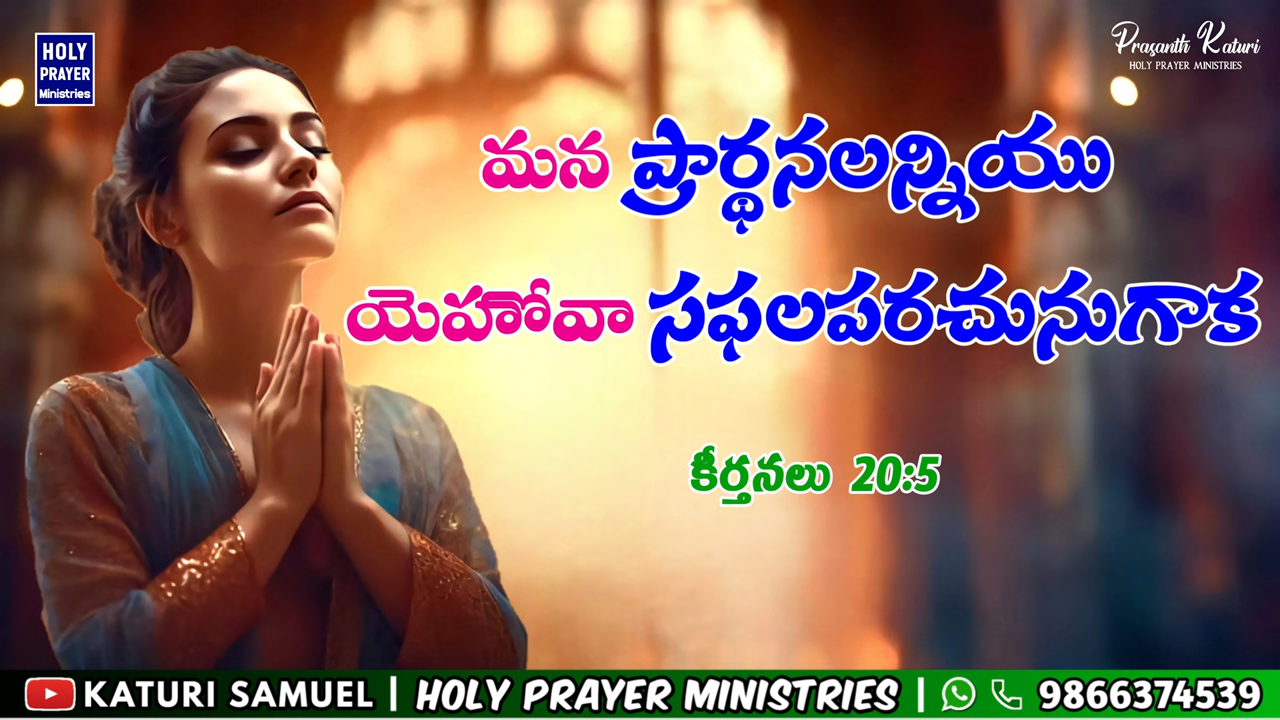 HOLY
PRAYER
Ministries
Prasanth Katuri
HOLY PRAYER MINISTRIES
మన ప్రార్థనలన్నియు
యెహోవా సఫలపరచునుగాక
కీర్తనలు 20:5
KATURI SAMUEL | HOLY PRAYER MINISTRIES | 9866374539